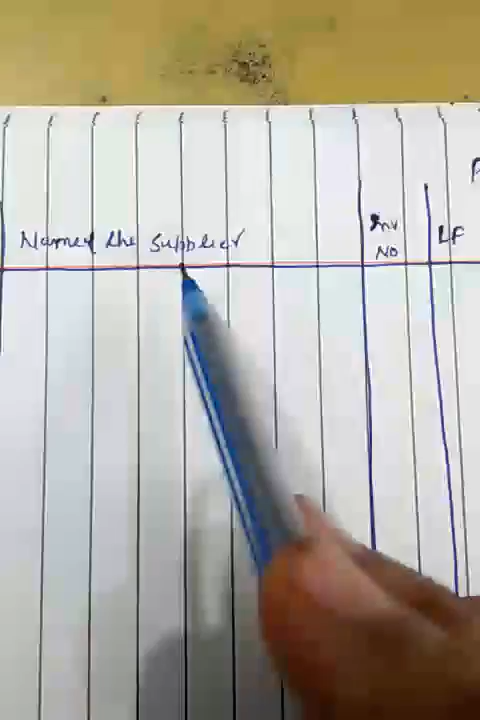 Name of the Supplier
Inv
No
LF